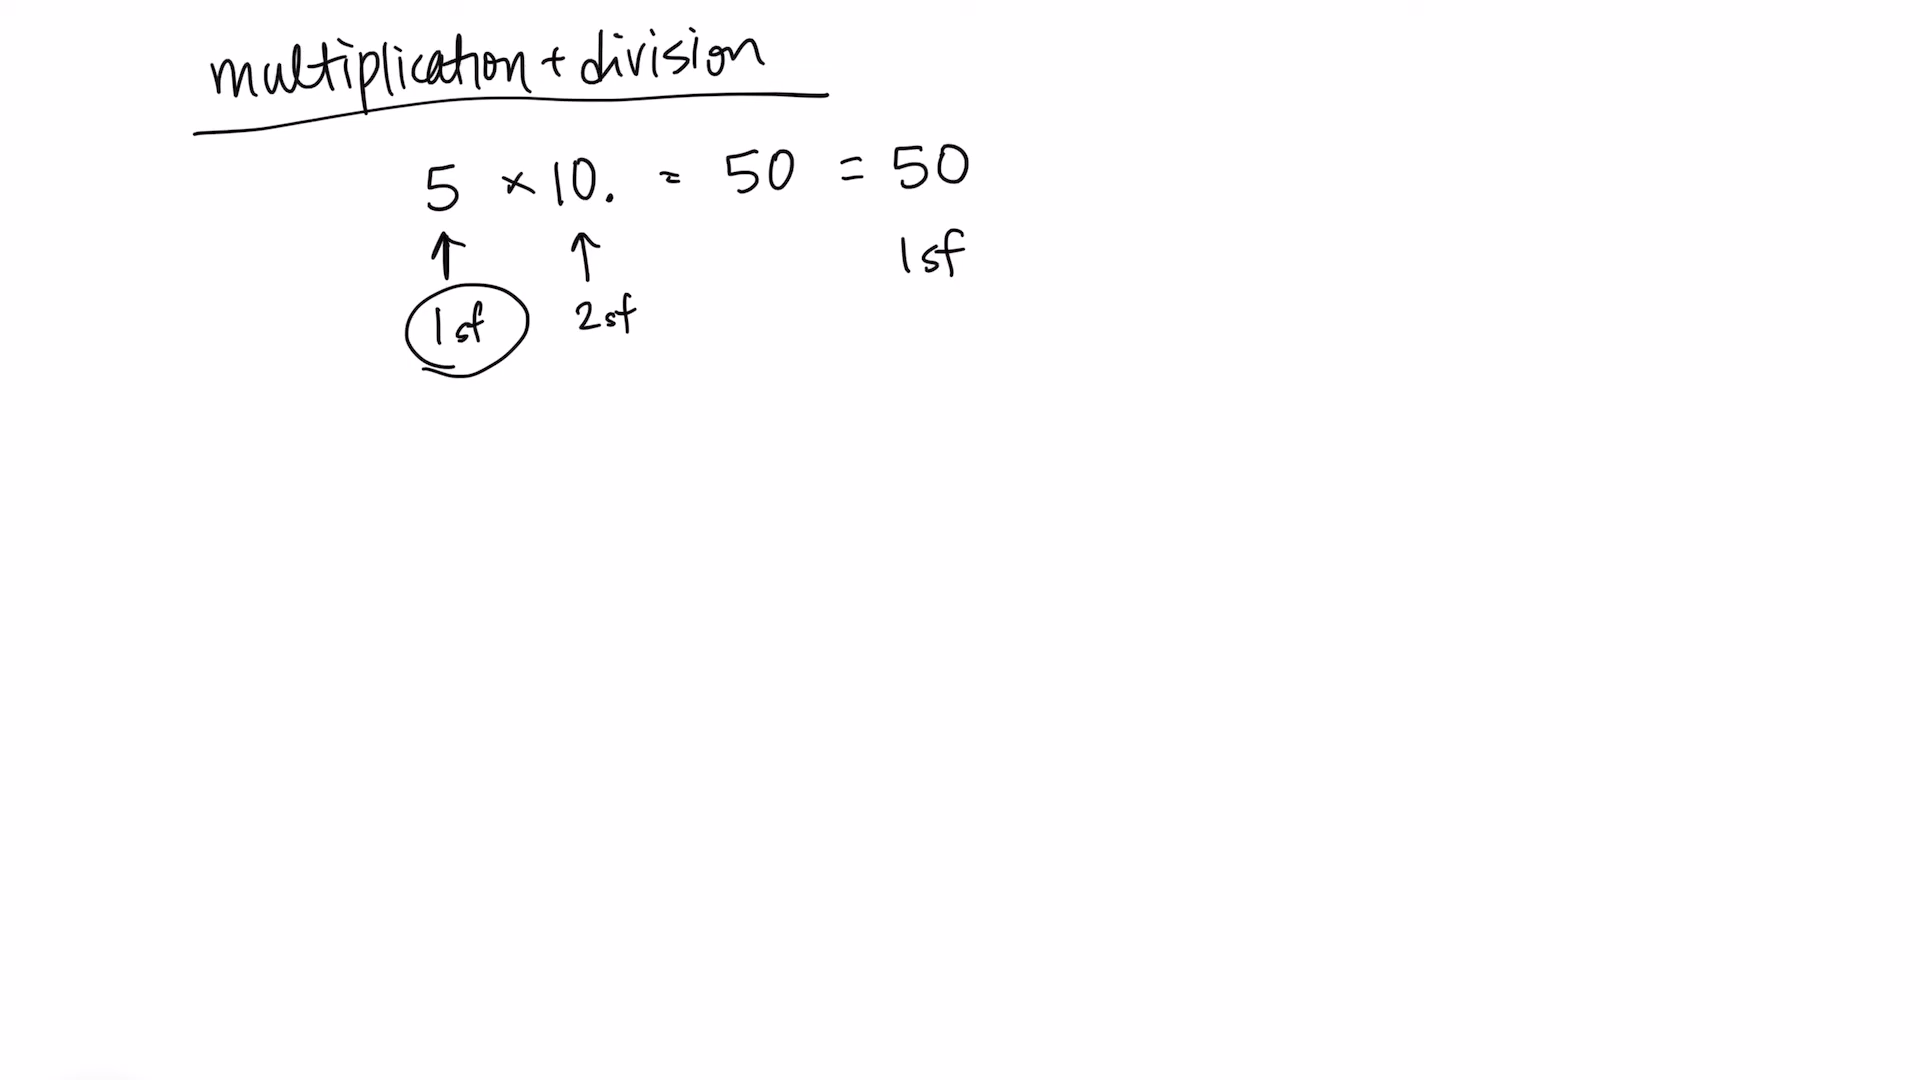 multiplication + division
5 × 10. = 50 = 50
↑ ↑ 1sf
1sf 2sf